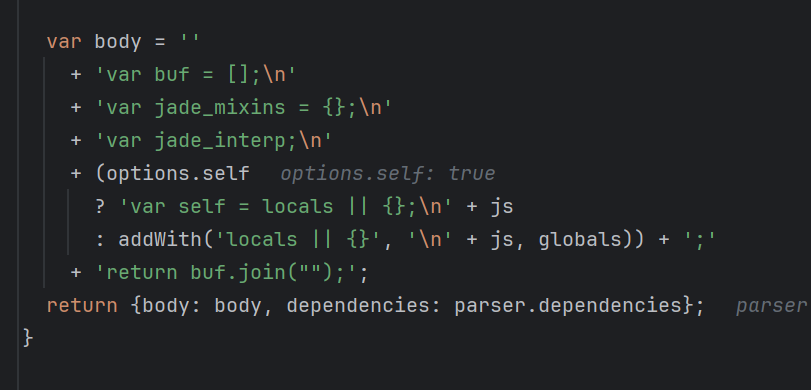 var body = ''
+ 'var buf = [];\n'
+ 'var jade_mixins = {};\n'
+ 'var jade_interp;\n'
+ (options.self options.self: true
? 'var self = locals || {};\n' + js
: addWith('locals || {}', '\n' + js, globals)) + ';'
+ 'return buf.join("");';
return {body: body, dependencies: parser.dependencies}; parser
}